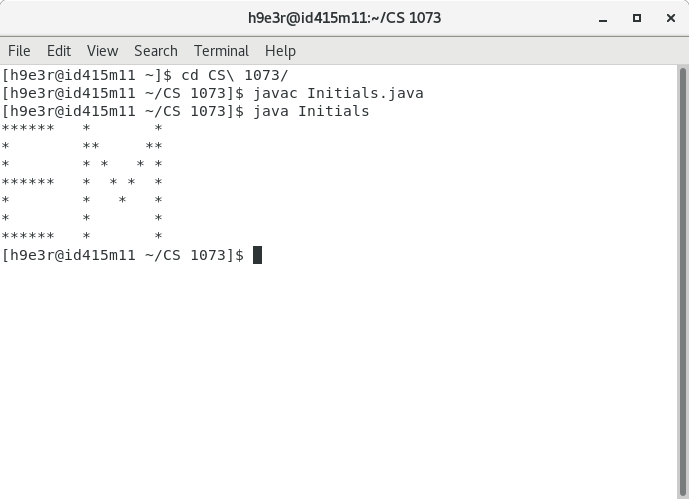 h9e3r@id415m11:~/CS 1073
File Edit View Search Terminal Help
[h9e3r@id415m11 ~]$ cd CS\ 1073/
[h9e3r@id415m11 ~/CS 1073]$ javac Initials.java
[h9e3r@id415m11 ~/CS 1073]$ java Initials
******   *       *
*        **     **
*        * *   * *
******   *  * *  *
*        *   *   *
*        *       *
******   *       *
[h9e3r@id415m11 ~/CS 1073]$